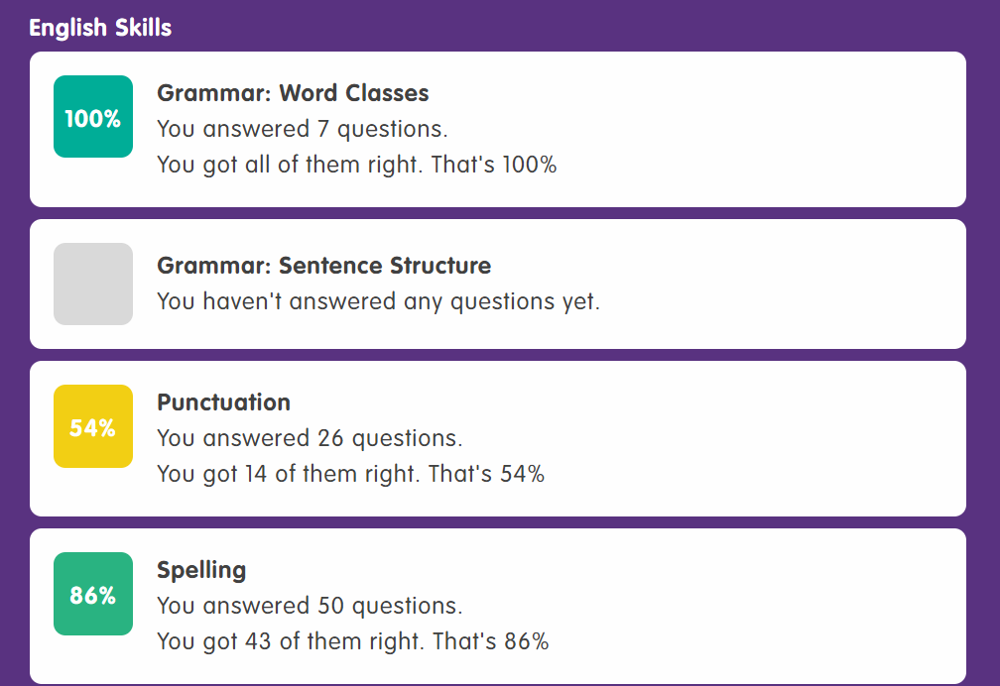 English Skills
100%
Grammar: Word Classes
You answered 7 questions.
You got all of them right. That's 100%
Grammar: Sentence Structure
You haven't answered any questions yet.
54%
Punctuation
You answered 26 questions.
You got 14 of them right. That's 54%
86%
Spelling
You answered 50 questions.
You got 43 of them right. That's 86%